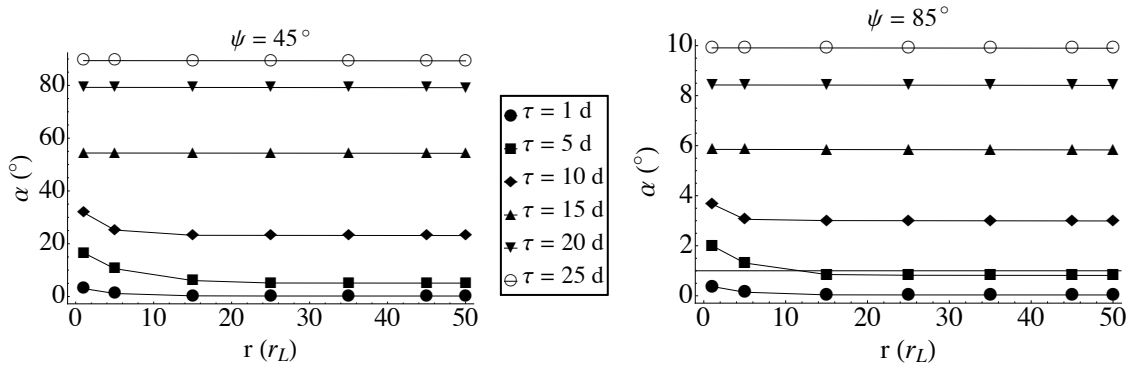 ψ = 45°
α (°)
80
60
40
20
0
0 10 20 30 40 50
r (r_L)
τ = 1 d
τ = 5 d
τ = 10 d
τ = 15 d
τ = 20 d
τ = 25 d
ψ = 85°
α (°)
10
8
6
4
2
0
0 10 20 30 40 50
r (r_L)